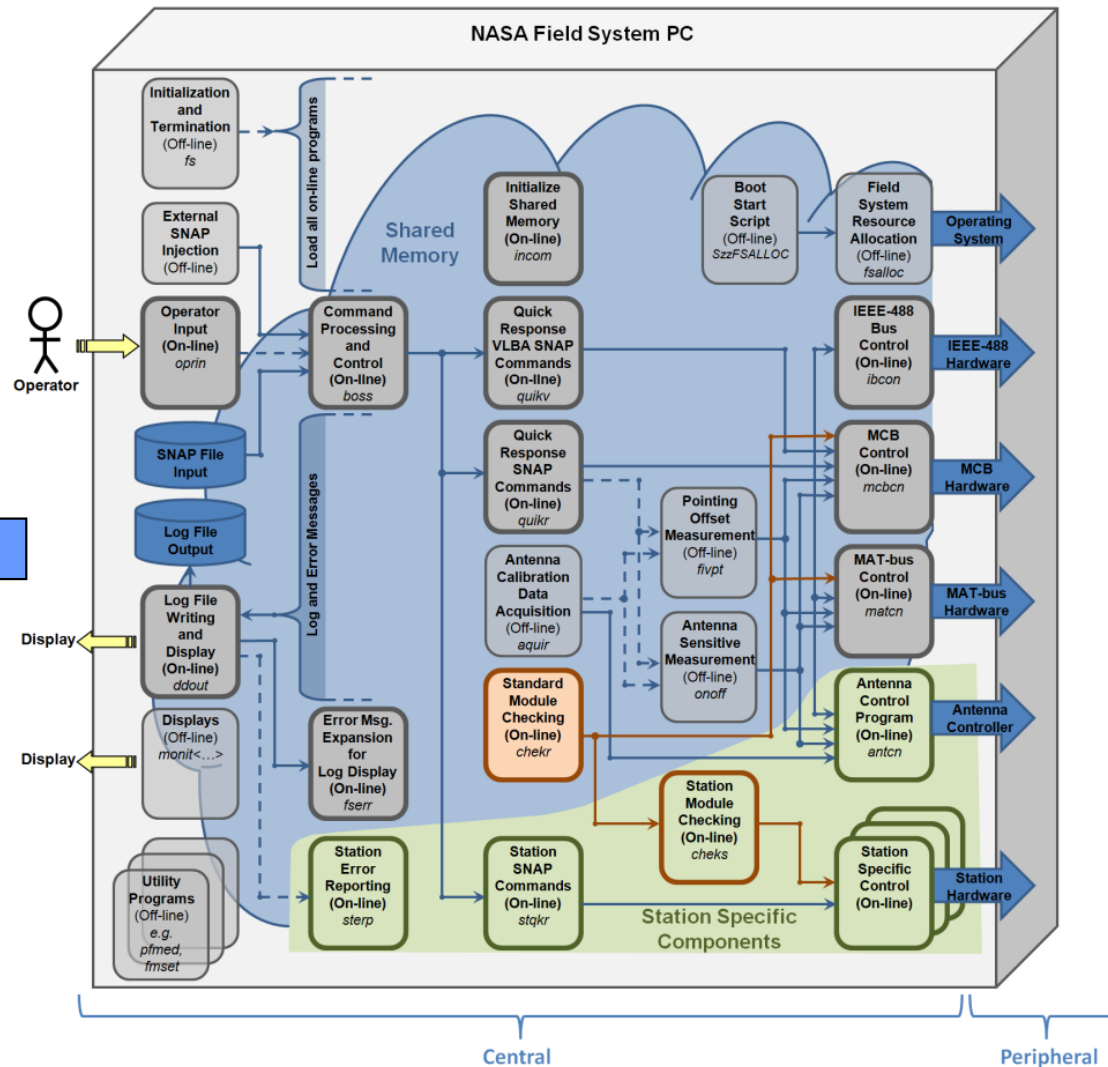 NASA Field System PC
Initialization
and
Termination
(Off-line)
fs
Load all on-line programs
External
SNAP
Injection
(Off-line)
Shared
Memory
Initialize
Shared
Memory
(On-line)
incom
Boot
Start
Script
(Off-line)
SzzFSALLOC
Field
System
Resource
Allocation
(Off-line)
fsalloc
Operating
System
Operator
Operator
Input
(On-line)
oprin
Command
Processing
and
Control
(On-line)
boss
Quick
Response
VLBA SNAP
Commands
(On-line)
quikv
IEEE-488
Bus
Control
(On-line)
ibcon
IEEE-488
Hardware
SNAP File
Input
Log File
Output
Log and Error Messages
Quick
Response
SNAP
Commands
(On-line)
quikr
MCB
Control
(On-line)
mcbcn
MCB
Hardware
Pointing
Offset
Measurement
(Off-line)
fivpt
Antenna
Calibration
Data
Acquisition
(Off-line)
aquir
MAT-bus
Control
(On-line)
matcn
MAT-bus
Hardware
Display
Log File
Writing
and
Display
(On-line)
ddout
Antenna
Sensitive
Measurement
(Off-line)
onoff
Standard
Module
Checking
(On-line)
chekr
Antenna
Control
Program
(On-line)
antcn
Antenna
Controller
Display
Displays
(Off-line)
monit<...>
Error Msg.
Expansion
for
Log Display
(On-line)
fserr
Station
Module
Checking
(On-line)
cheks
Utility
Programs
(Off-line)
e.g.
pfmed,
fmset
Station
Error
Reporting
(On-line)
sterp
Station
SNAP
Commands
(On-line)
stqkr
Station
Specific
Control
(On-line)
Station
Hardware
Station Specific
Components
Central
Peripheral